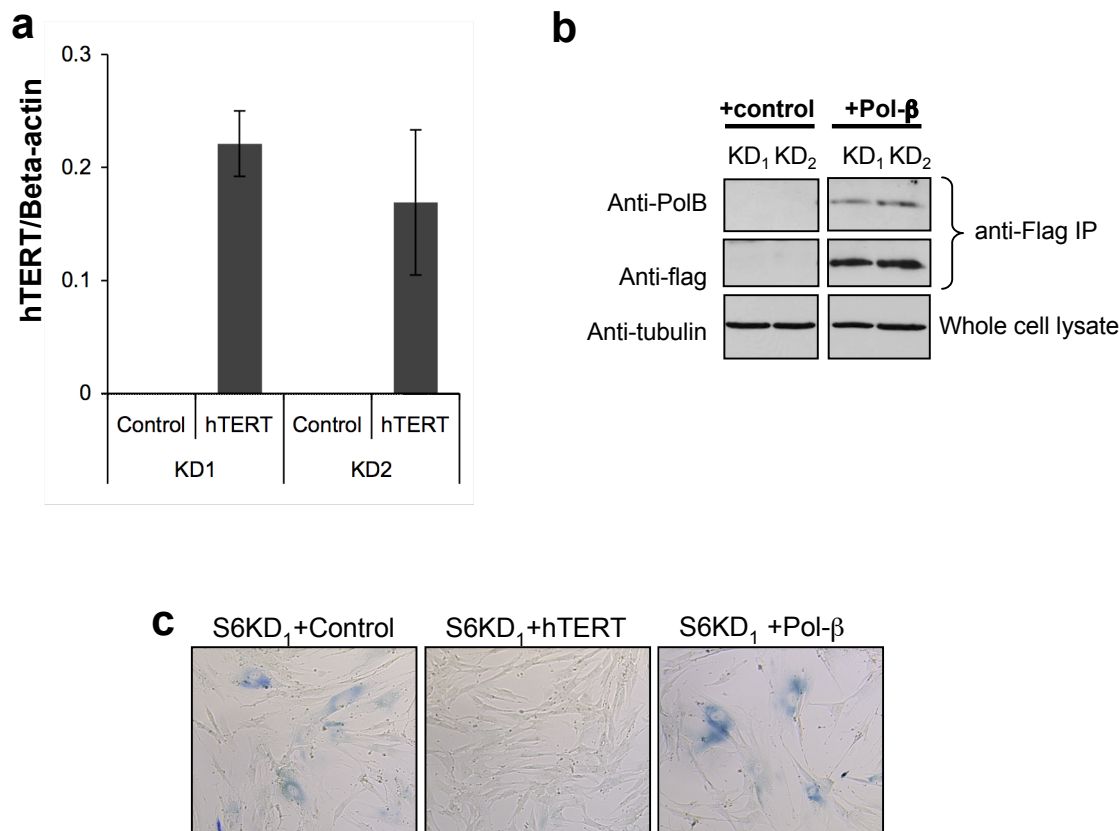 a
0.3
0.2
0.1
0
hTERT/Beta-actin
Control hTERT Control hTERT
KD1 KD2
b
+control +Pol-β
KD₁ KD₂ KD₁ KD₂
Anti-PolB
Anti-flag
anti-Flag IP
Anti-tubulin
Whole cell lysate
c
S6KD₁+Control S6KD₁+hTERT S6KD₁ +Pol-β